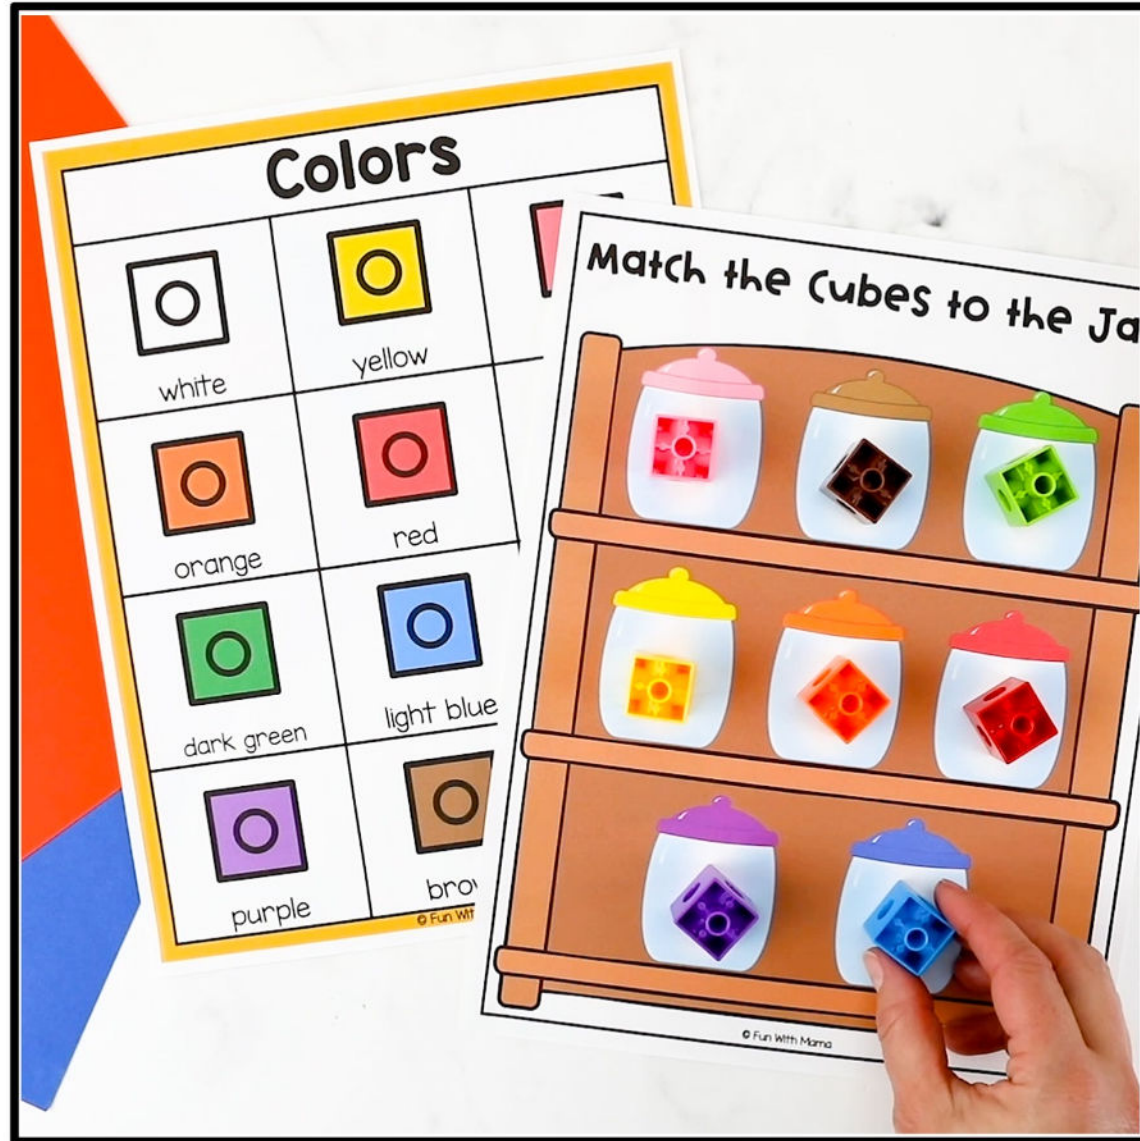 Colors
white
yellow
orange
red
dark green
light blue
purple
Match the Cubes to the
© Fun With Mama